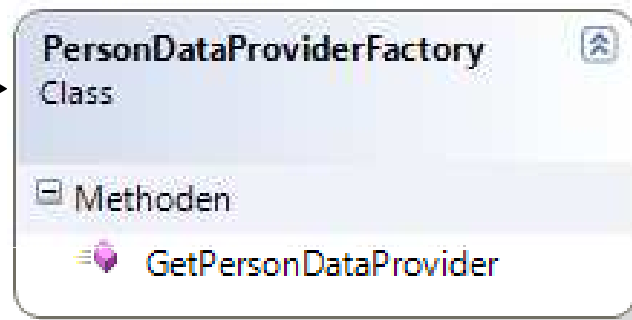 PersonDataProviderFactory
Class
Methoden
GetPersonDataProvider